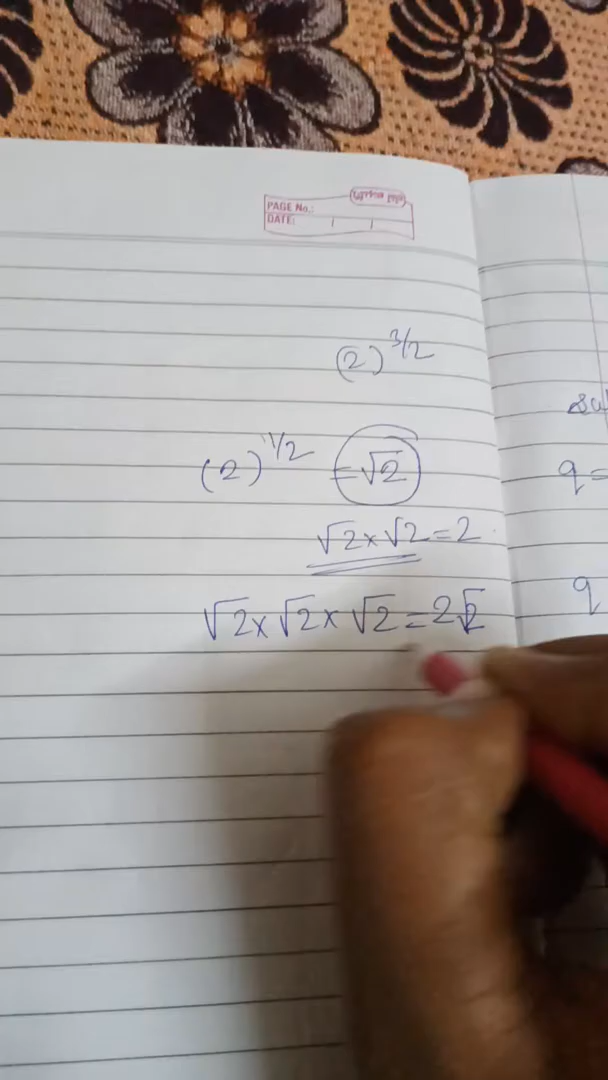 PAGE No.:
DATE:
(2)^3/2
(2)^1/2 = √2
√2 × √2 = 2
√2 × √2 × √2 = 2√2
q =
q